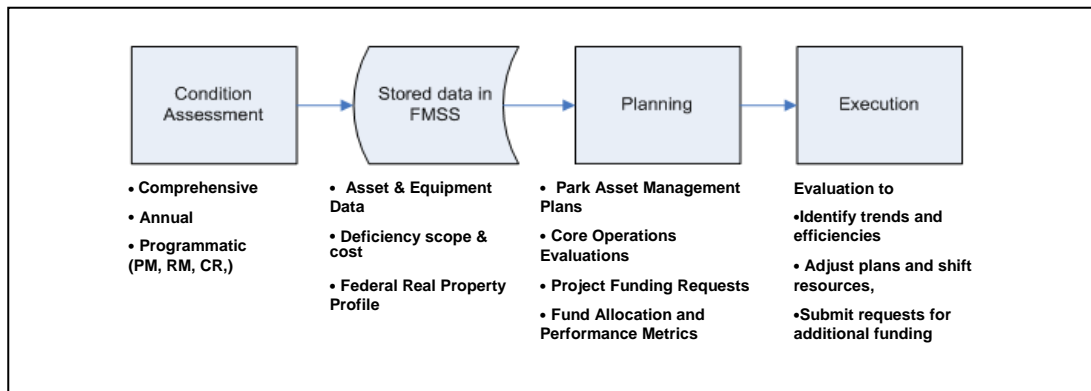 Condition
Assessment
Stored data in
FMSS
Planning
Execution
• Comprehensive
• Annual
• Programmatic
(PM, RM, CR,)
• Asset & Equipment
Data
• Deficiency scope &
cost
• Federal Real Property
Profile
• Park Asset Management
Plans
• Core Operations
Evaluations
• Project Funding Requests
• Fund Allocation and
Performance Metrics
Evaluation to
•Identify trends and
efficiencies
• Adjust plans and shift
resources,
•Submit requests for
additional funding